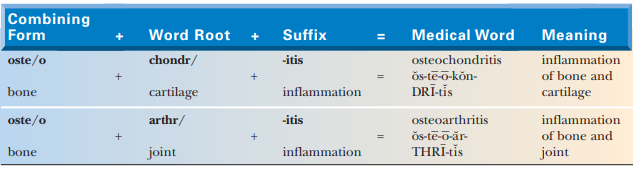 Combining
Form + Word Root + Suffix = Medical Word Meaning
oste/o chondr/ -itis osteochondritis inflammation
+ + = ŏs-tē-ō-kŏn- of bone and
bone cartilage inflammation DRĪ-tĭs cartilage
oste/o arthr/ -itis osteoarthritis inflammation
+ + = ŏs-tē-ō-ăr- of bone and
bone joint inflammation THRĪ-tĭs joint